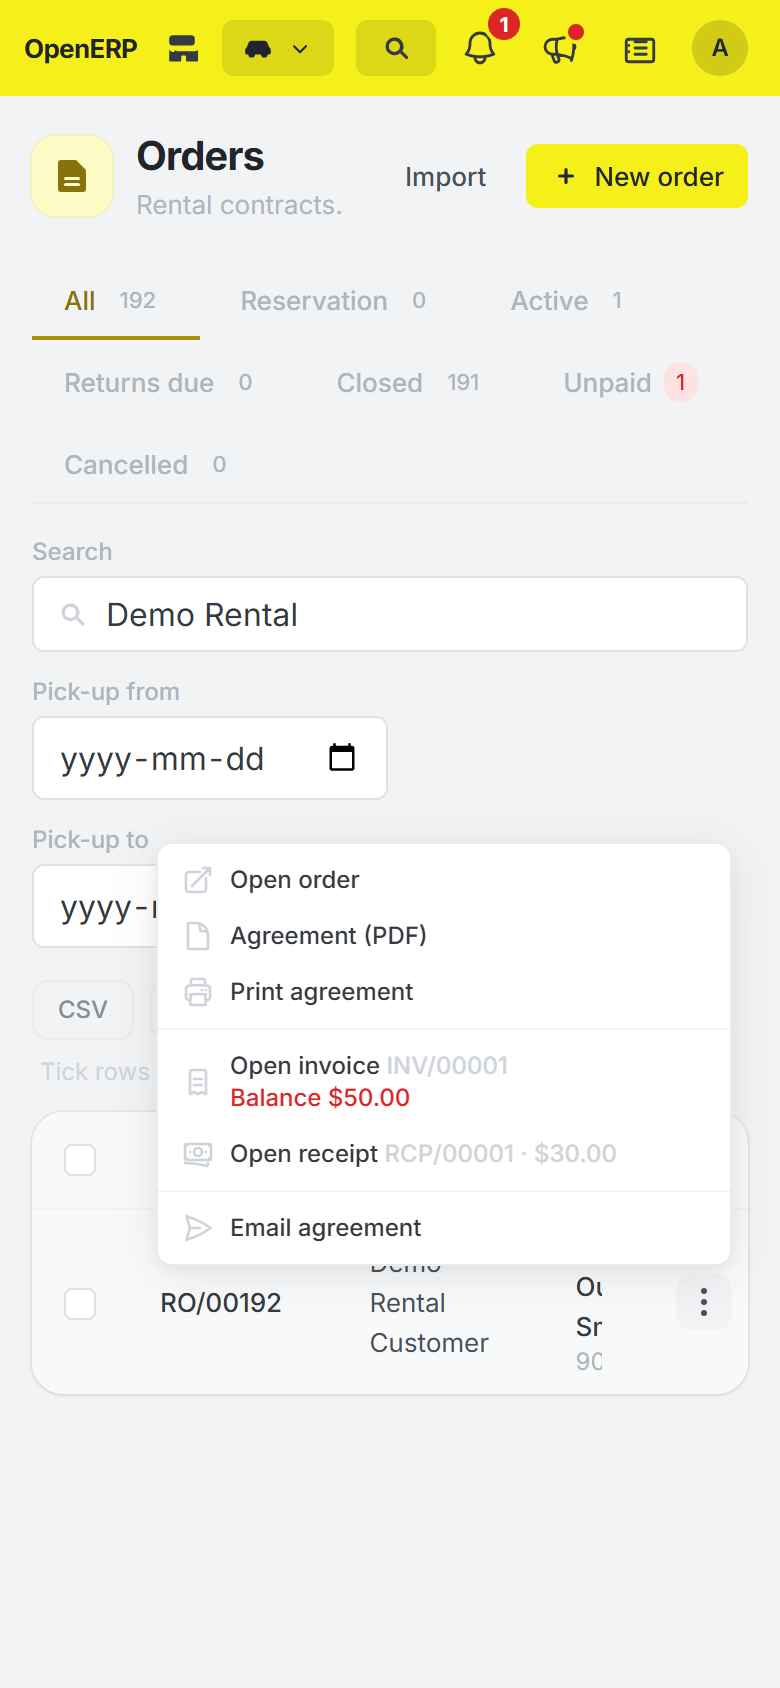 OpenERP
1
A
Orders
Rental contracts.
Import
+ New order
All 192
Reservation 0
Active 1
Returns due 0
Closed 191
Unpaid 1
Cancelled 0
Search
Demo Rental
Pick-up from
yyyy-mm-dd
Pick-up to
Open order
Agreement (PDF)
Print agreement
Open invoice INV/00001
Balance $50.00
Open receipt RCP/00001 · $30.00
Email agreement
CSV
Tick rows
RO/00192
Demo
Rental
Customer
90